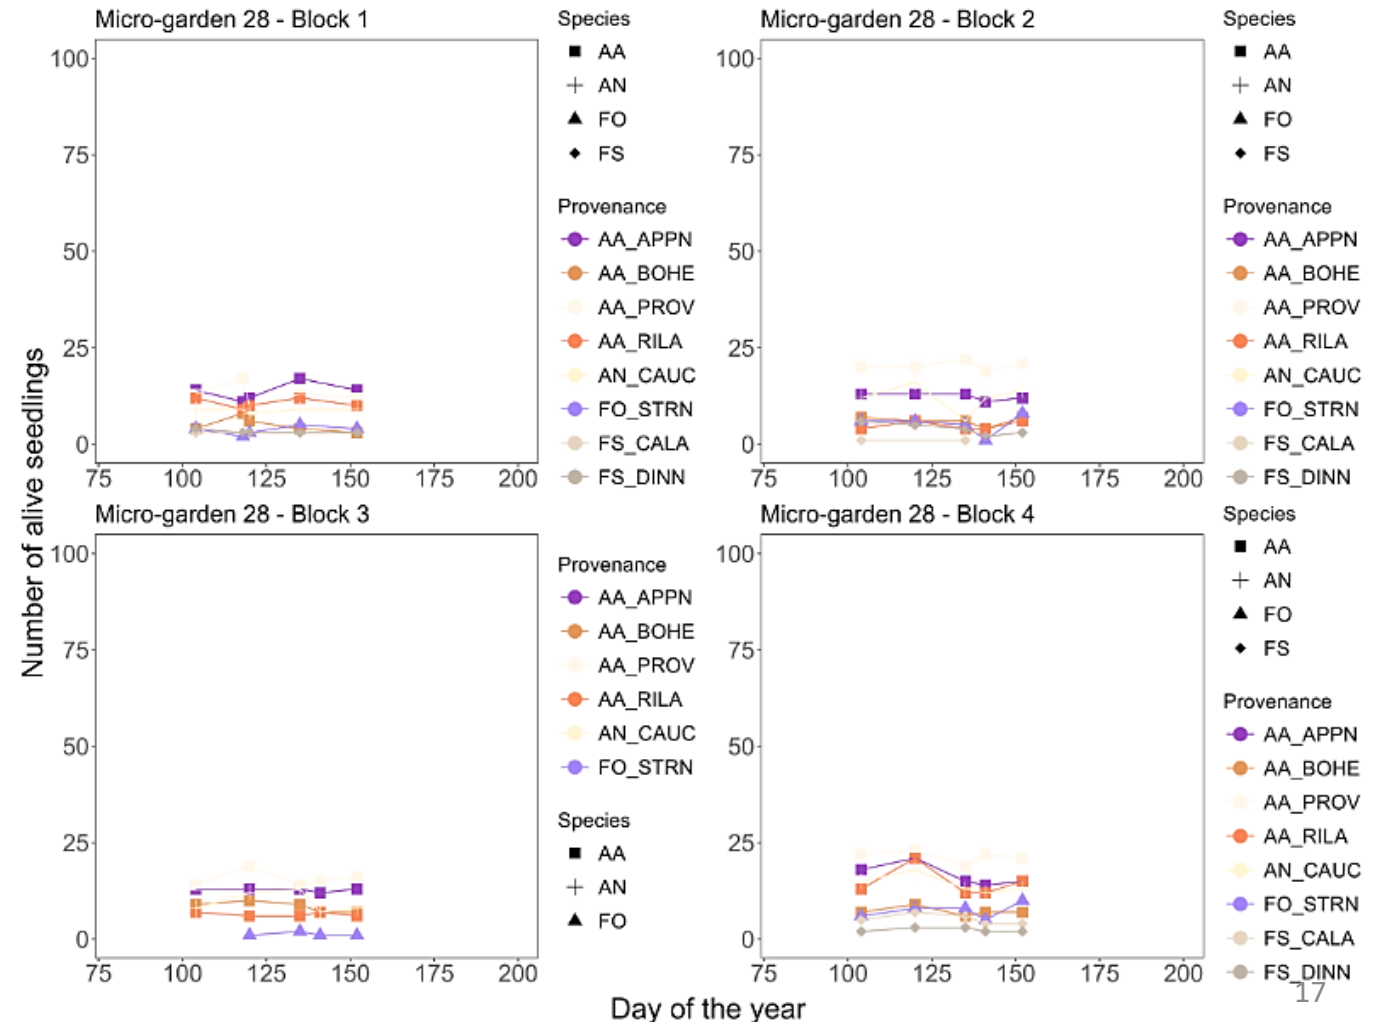 Micro-garden 28 - Block 1
Species
AA
AN
FO
FS
Provenance
AA_APPN
AA_BOHE
AA_PROV
AA_RILA
AN_CAUC
FO_STRN
FS_CALA
FS_DINN
100
75
50
25
0
75 100 125 150 175 200
Micro-garden 28 - Block 2
Species
AA
AN
FO
FS
Provenance
AA_APPN
AA_BOHE
AA_PROV
AA_RILA
AN_CAUC
FO_STRN
FS_CALA
FS_DINN
100
75
50
25
0
75 100 125 150 175 200
Number of alive seedlings
Micro-garden 28 - Block 3
Provenance
AA_APPN
AA_BOHE
AA_PROV
AA_RILA
AN_CAUC
FO_STRN
Species
AA
AN
FO
100
75
50
25
0
75 100 125 150 175 200
Micro-garden 28 - Block 4
Species
AA
AN
FO
FS
Provenance
AA_APPN
AA_BOHE
AA_PROV
AA_RILA
AN_CAUC
FO_STRN
FS_CALA
FS_DINN
100
75
50
25
0
75 100 125 150 175 200
Day of the year
17